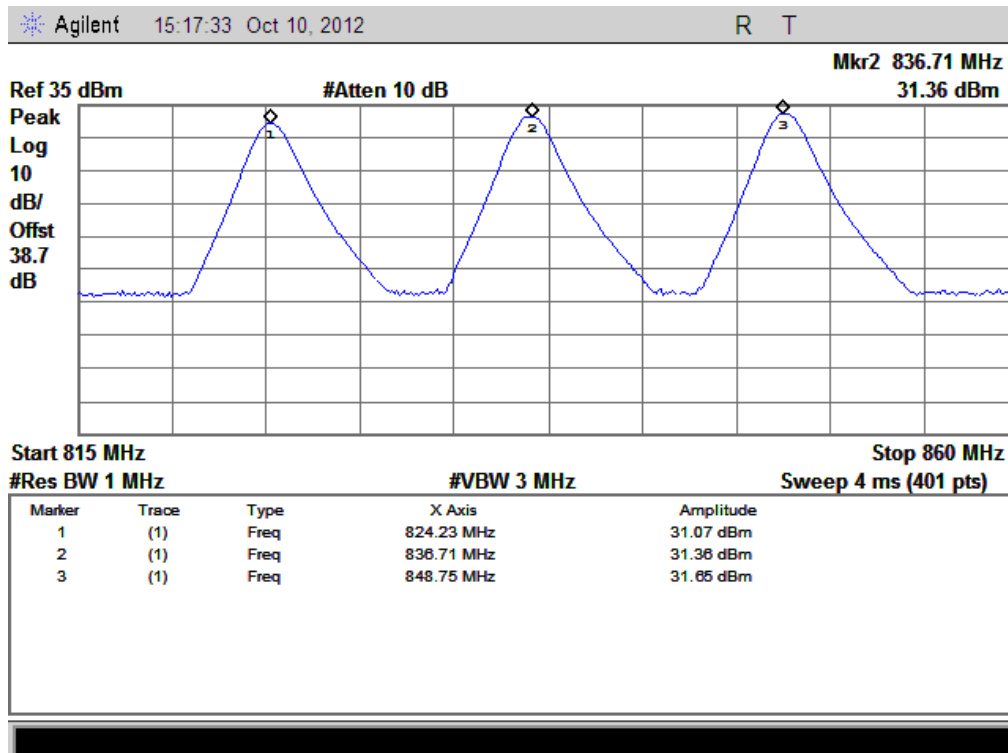 Agilent 15:17:33 Oct 10, 2012 R T
Mkr2 836.71 MHz
Ref 35 dBm #Atten 10 dB 31.36 dBm
Peak
Log
10
dB/
Offst
38.7
dB
1
2
3
Start 815 MHz Stop 860 MHz
#Res BW 1 MHz #VBW 3 MHz Sweep 4 ms (401 pts)
Marker Trace Type X Axis Amplitude
1 (1) Freq 824.23 MHz 31.07 dBm
2 (1) Freq 836.71 MHz 31.36 dBm
3 (1) Freq 848.75 MHz 31.65 dBm